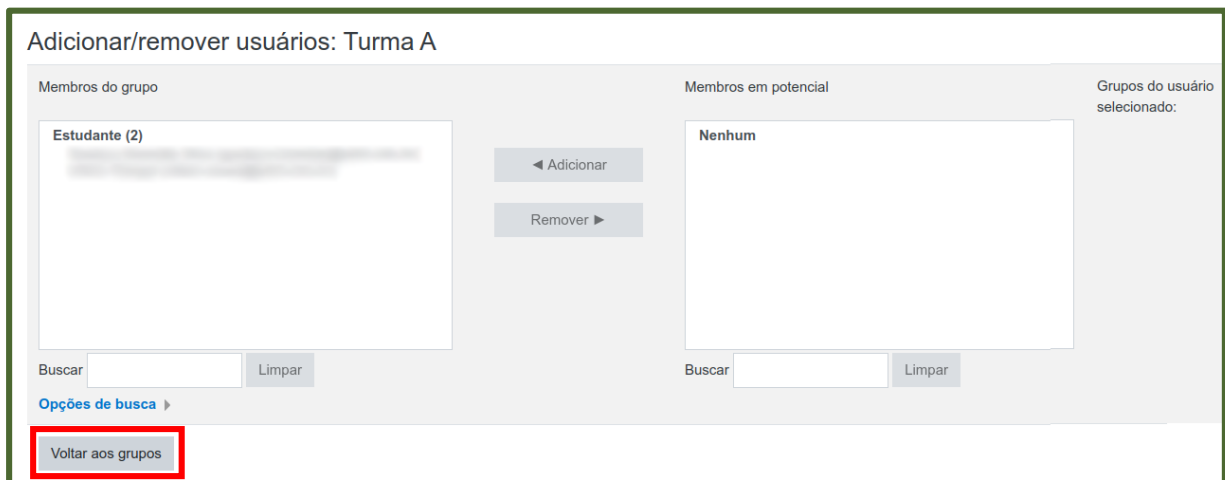 Adicionar/remover usuários: Turma A
Membros do grupo
Estudante (2)
◄ Adicionar
Remover ►
Membros em potencial
Nenhum
Grupos do usuário
selecionado:
Buscar
Limpar
Buscar
Limpar
Opções de busca
Voltar aos grupos